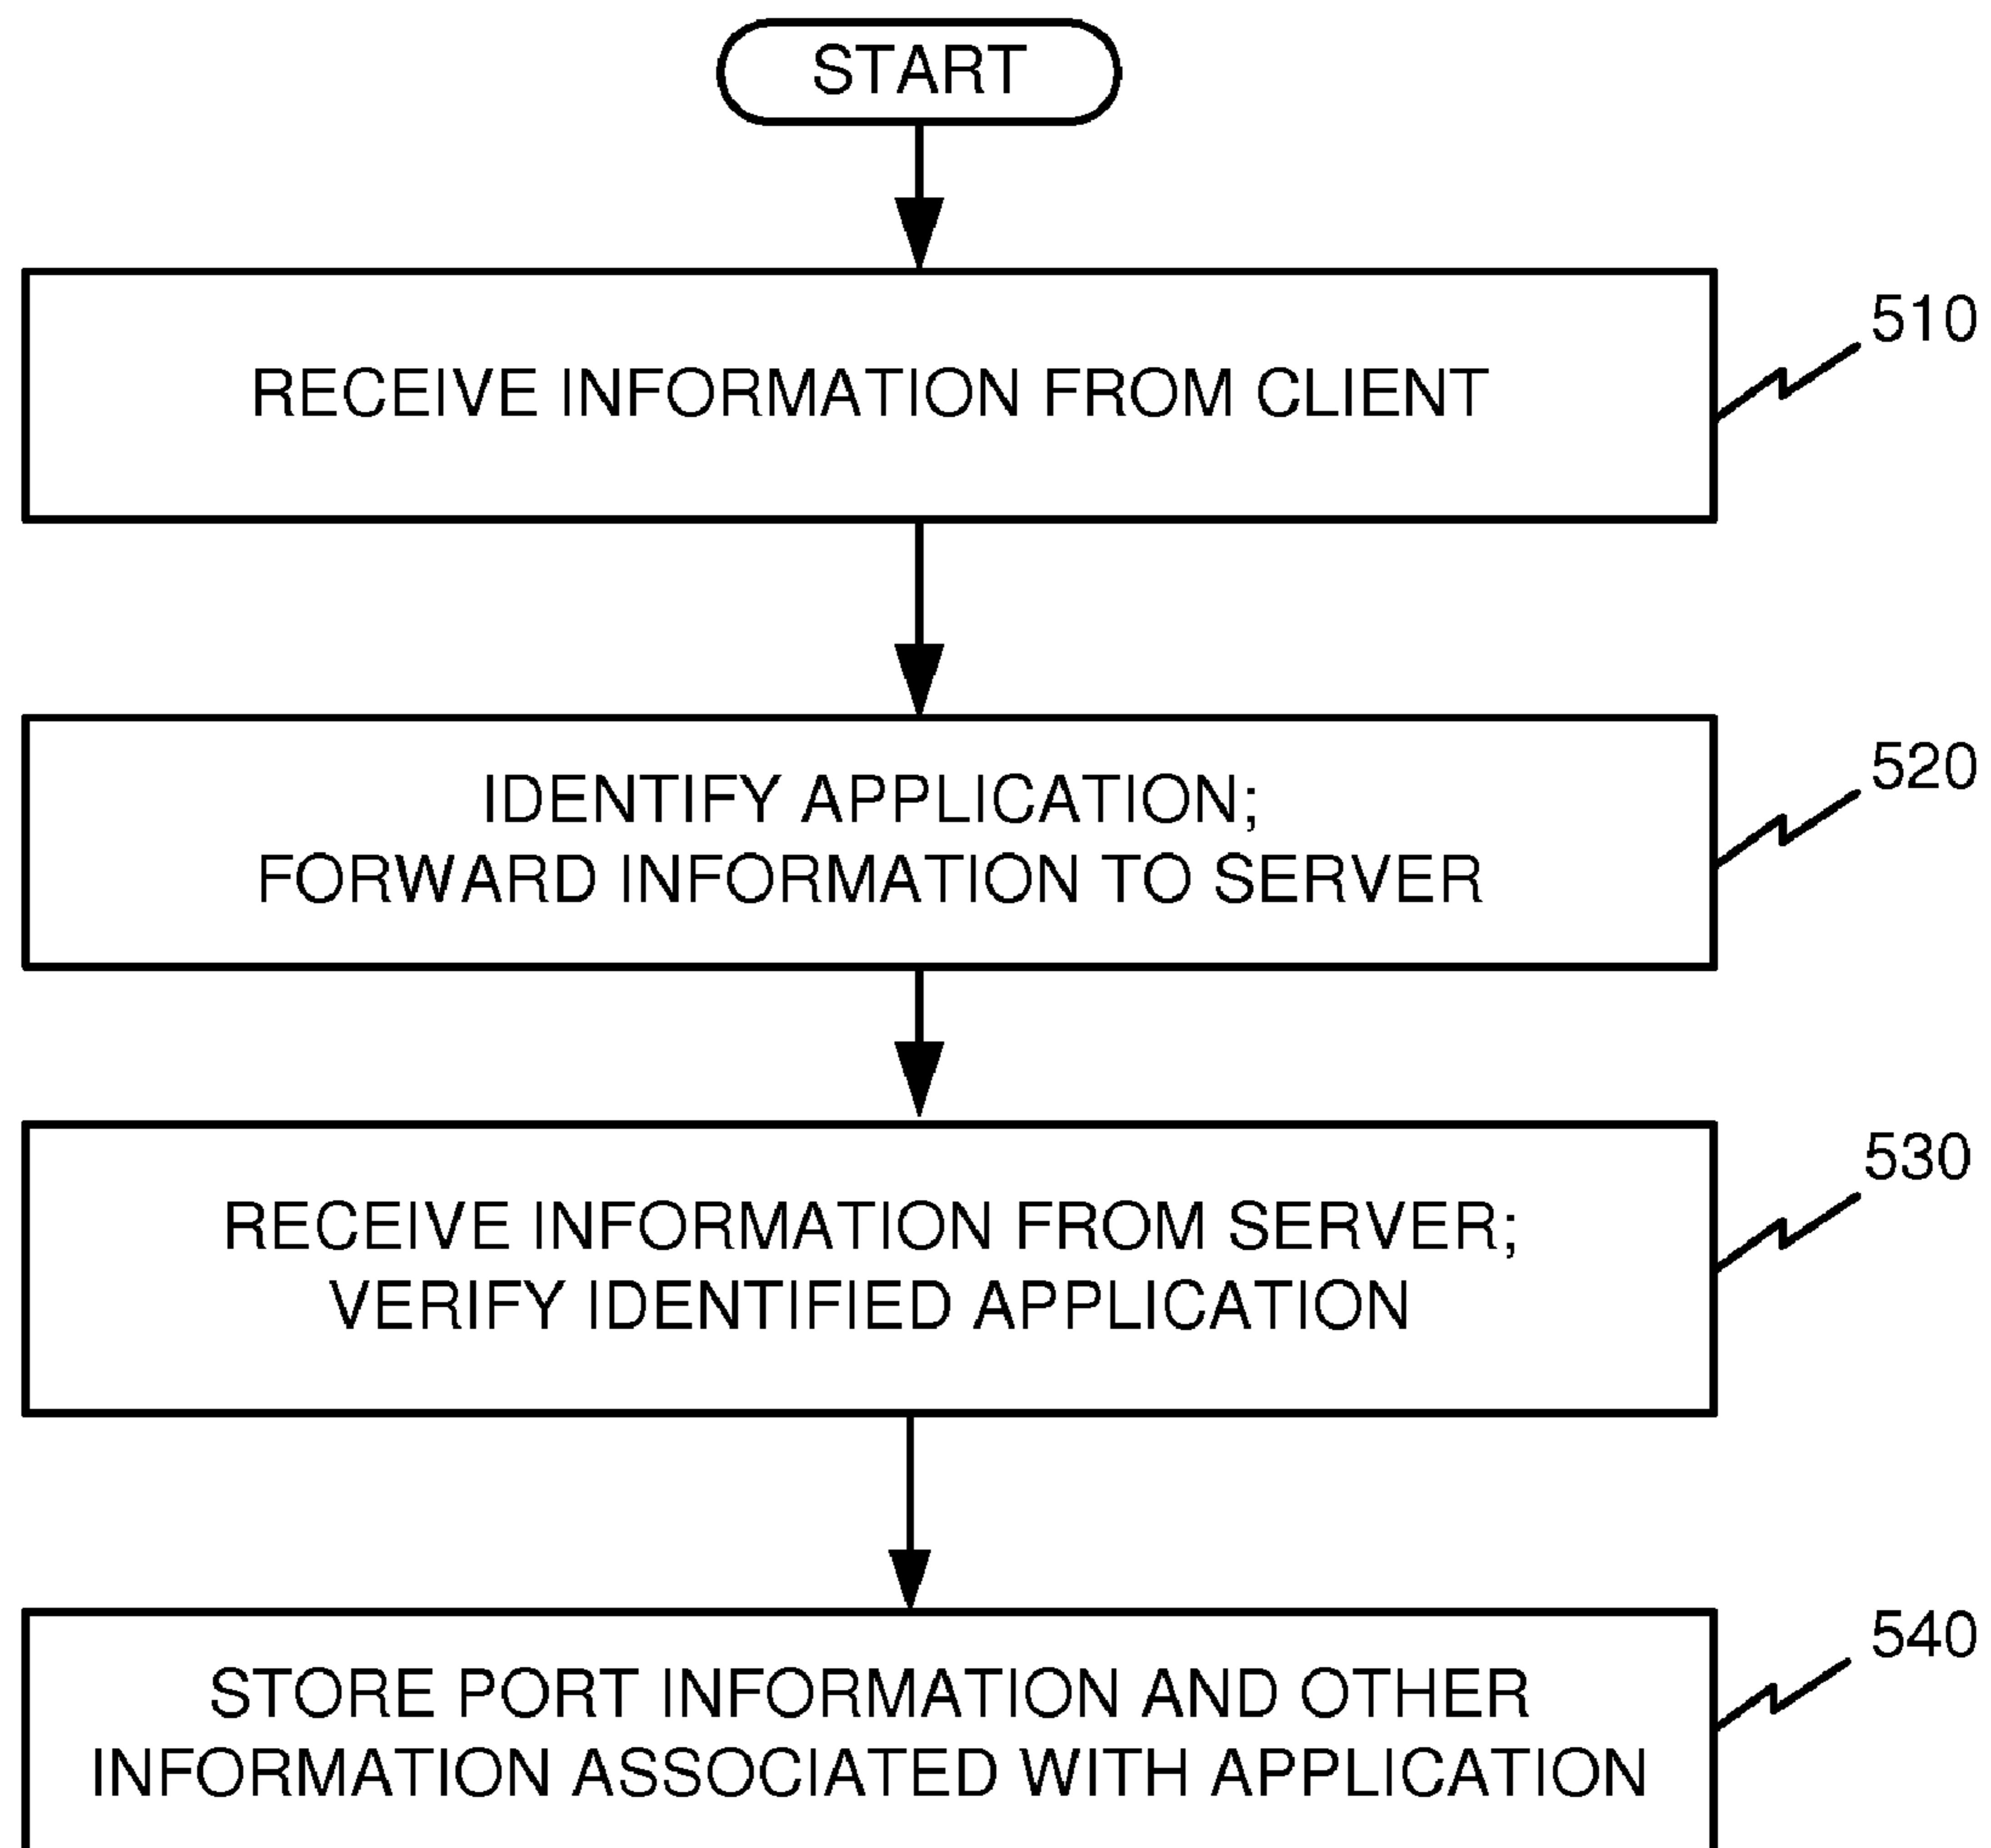 START
510
RECEIVE INFORMATION FROM CLIENT
520
IDENTIFY APPLICATION;
FORWARD INFORMATION TO SERVER
530
RECEIVE INFORMATION FROM SERVER;
VERIFY IDENTIFIED APPLICATION
540
STORE PORT INFORMATION AND OTHER
INFORMATION ASSOCIATED WITH APPLICATION